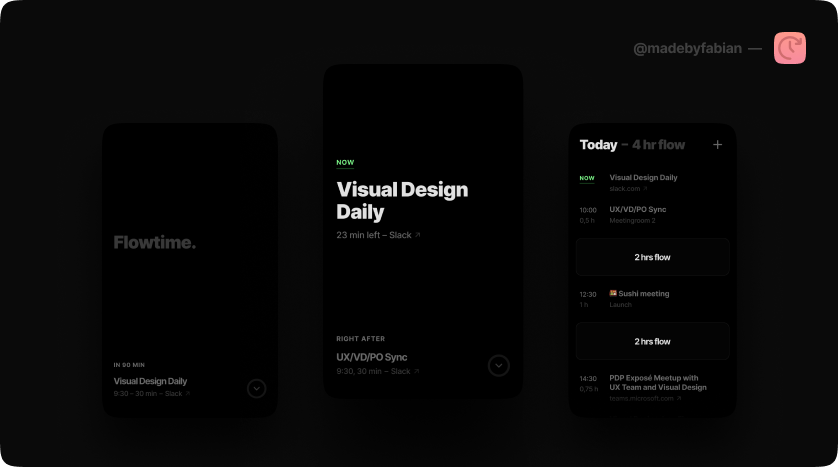 @madebyfabian —
Flowtime.
IN 90 MIN
Visual Design Daily
9:30 – 30 min – Slack ↗
NOW
Visual Design
Daily
23 min left – Slack ↗
RIGHT AFTER
UX/VD/PO Sync
9:30, 30 min – Slack ↗
Today – 4 hr flow +
NOW Visual Design Daily
slack.com ↗
10:00 UX/VD/PO Sync
0,5 h Meetingroom 2
2 hrs flow
12:30 Sushi meeting
1 h Launch
2 hrs flow
14:30 PDP Exposé Meetup with
0,75 h UX Team and Visual Design
teams.microsoft.com ↗